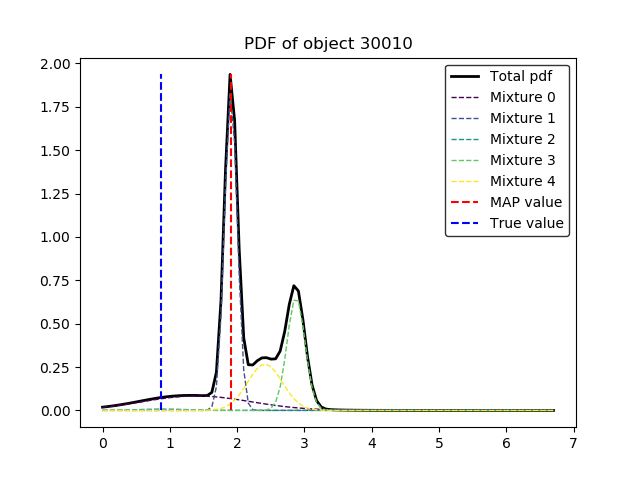 PDF of object 30010
2.00
1.75
1.50
1.25
1.00
0.75
0.50
0.25
0.00
0 1 2 3 4 5 6 7
Total pdf
Mixture 0
Mixture 1
Mixture 2
Mixture 3
Mixture 4
MAP value
True value